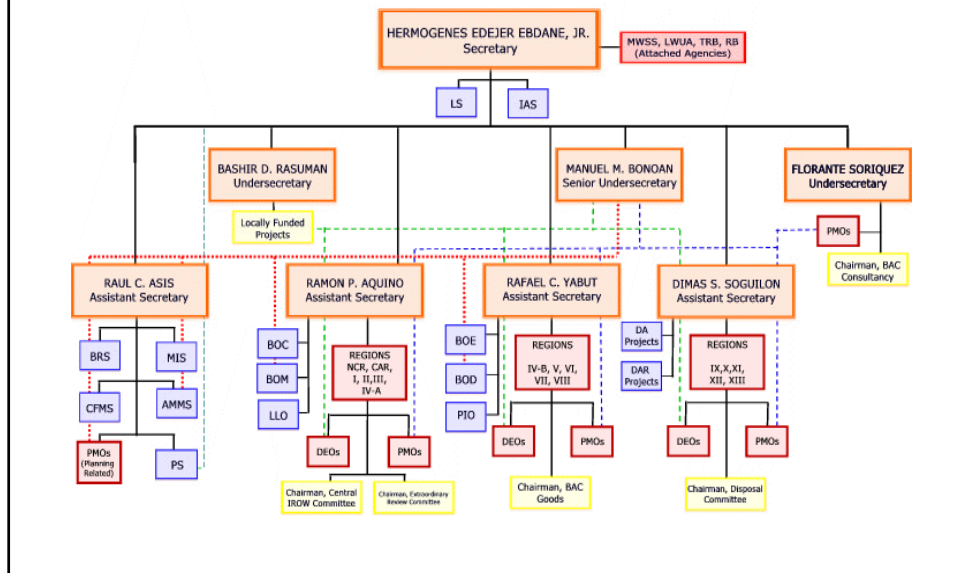 HERMOGENES EDEJER EBDANE, JR.
Secretary
MWSS, LWUA, TRB, RB
(Attached Agencies)
LS
IAS
BASHIR D. RASUMAN
Undersecretary
MANUEL M. BONOAN
Senior Undersecretary
FLORANTE SORIQUEZ
Undersecretary
Locally Funded
Projects
PMOs
Chairman, BAC
Consultancy
RAUL C. ASIS
Assistant Secretary
RAMON P. AQUINO
Assistant Secretary
RAFAEL C. YABUT
Assistant Secretary
DIMAS S. SOGUILON
Assistant Secretary
BRS
MIS
CFMS
AMMS
PMOs
(Planning
Related)
PS
BOC
BOM
LLO
REGIONS
NCR, CAR,
I, II,III,
IV-A
DEOs
PMOs
Chairman, Central
IROW Committee
Chairman, Extraordinary
Review Committee
BOE
BOD
PIO
REGIONS
IV-B, V, VI,
VII, VIII
DEOs
PMOs
Chairman, BAC
Goods
DA
Projects
DAR
Projects
REGIONS
IX,X,XI,
XII, XIII
DEOs
PMOs
Chairman, Disposal
Committee